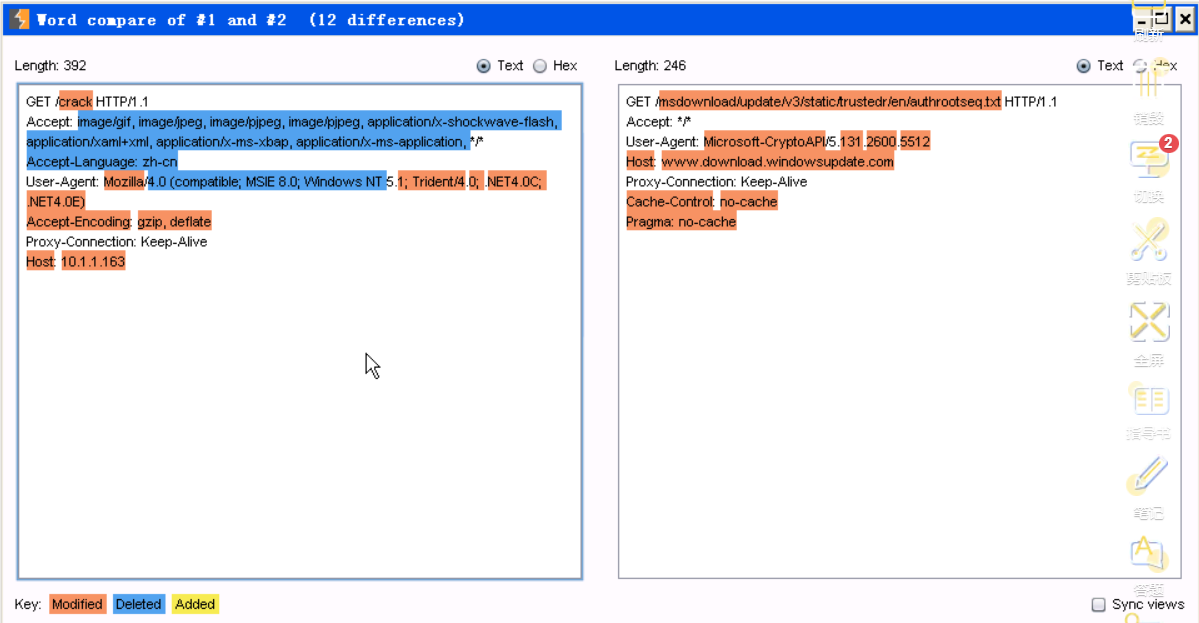 Word compare of #1 and #2 (12 differences)
Length: 392
Text
Hex
Length: 246
Text
Hex
GET /crack HTTP/1.1
Accept: image/gif, image/jpeg, image/pjpeg, image/pjpeg, application/x-shockwave-flash,
application/xaml+xml, application/x-ms-xbap, application/x-ms-application, */*
Accept-Language: zh-cn
User-Agent: Mozilla/4.0 (compatible; MSIE 8.0; Windows NT 5.1; Trident/4.0; .NET4.0C;
.NET4.0E)
Accept-Encoding: gzip, deflate
Proxy-Connection: Keep-Alive
Host: 10.1.1.163
GET /msdownload/update/v3/static/trustedr/en/authrootseq.txt HTTP/1.1
Accept: */*
User-Agent: Microsoft-CryptoAPI/5.131.2600.5512
Host: www.download.windowsupdate.com
Proxy-Connection: Keep-Alive
Cache-Control: no-cache
Pragma: no-cache
刷新
销毁
2
切换
剪贴板
全屏
指导书
笔记
答题
Key: Modified Deleted Added
Sync views